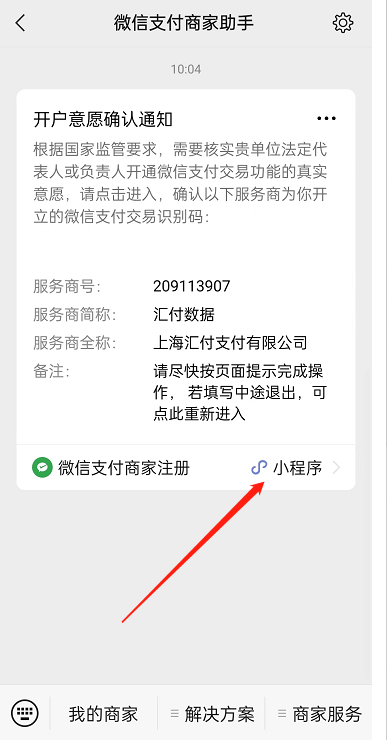 微信支付商家助手
10:04
开户意愿确认通知
根据国家监管要求，需要核实贵单位法定代
表人或负责人开通微信支付交易功能的真实
意愿，请点击进入，确认以下服务商为你开
立的微信支付交易识别码：
服务商号： 209113907
服务商简称： 汇付数据
服务商全称： 上海汇付支付有限公司
备注： 请尽快按页面提示完成操
作， 若填写中途退出，可
点此重新进入
微信支付商家注册 小程序
我的商家 解决方案 商家服务